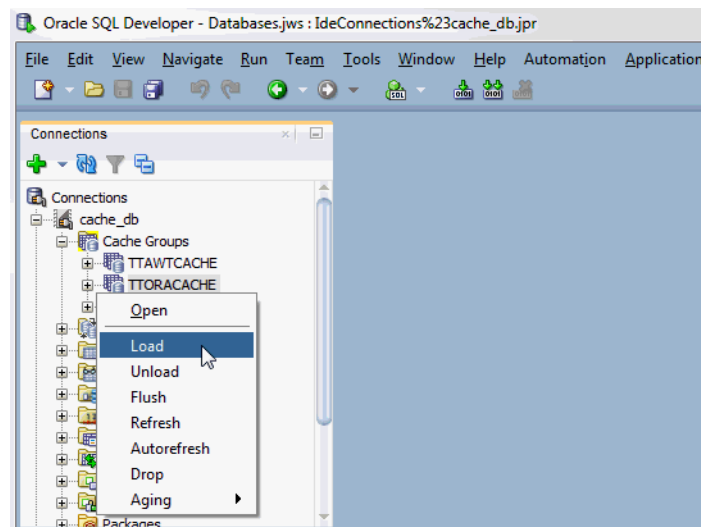 Oracle SQL Developer - Databases.jws : IdeConnections%23cache_db.jpr
File Edit View Navigate Run Team Tools Window Help Automation Application
Connections
Connections
cache_db
Cache Groups
TTAWTCACHE
TTORACACHE
Open
Load
Unload
Flush
Refresh
Autorefresh
Drop
Aging
Packages